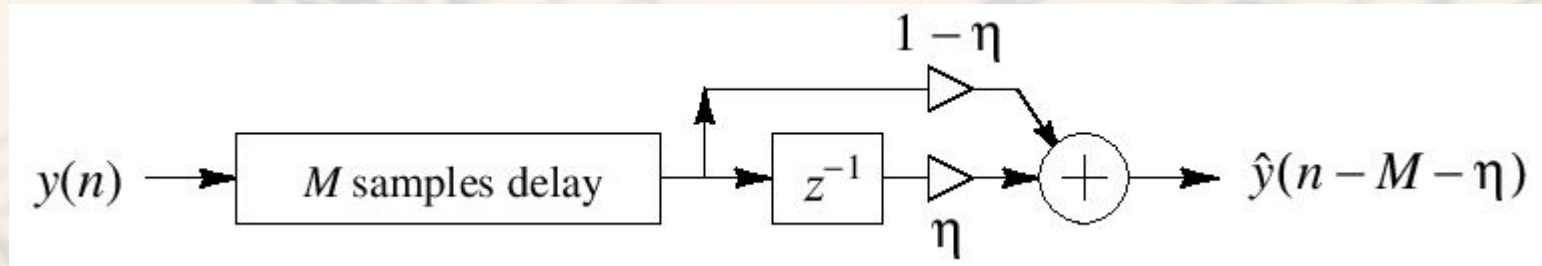 1 − η
y(n)
M samples delay
z⁻¹
η
+
ŷ(n − M − η)